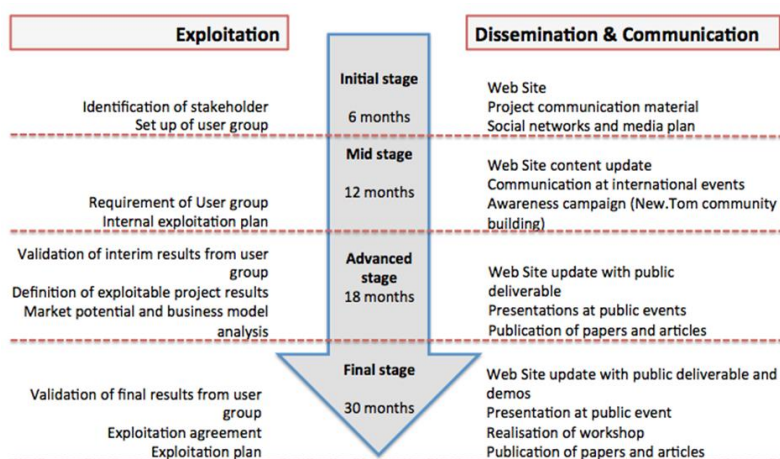 Exploitation
Dissemination & Communication
Initial stage
6 months
Identification of stakeholder
Set up of user group
Web Site
Project communication material
Social networks and media plan
Mid stage
12 months
Requirement of User group
Internal exploitation plan
Web Site content update
Communication at international events
Awareness campaign (New.Tom community
building)
Advanced
stage
18 months
Validation of interim results from user
group
Definition of exploitable project results
Market potential and business model
analysis
Web Site update with public
deliverable
Presentations at public events
Publication of papers and articles
Final stage
30 months
Validation of final results from user
group
Exploitation agreement
Exploitation plan
Web Site update with public deliverable and
demos
Presentation at public event
Realisation of workshop
Publication of papers and articles